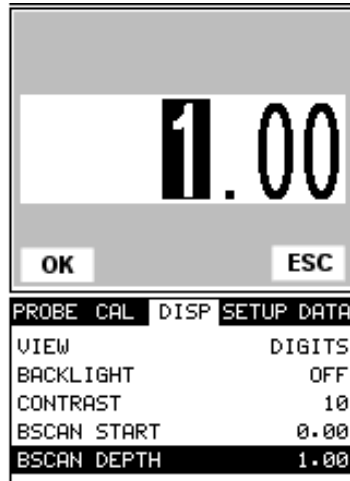 1.00
OK ESC
PROBE CAL DISP SETUP DATA
VIEW DIGITS
BACKLIGHT OFF
CONTRAST 10
BSCAN START 0.00
BSCAN DEPTH 1.00